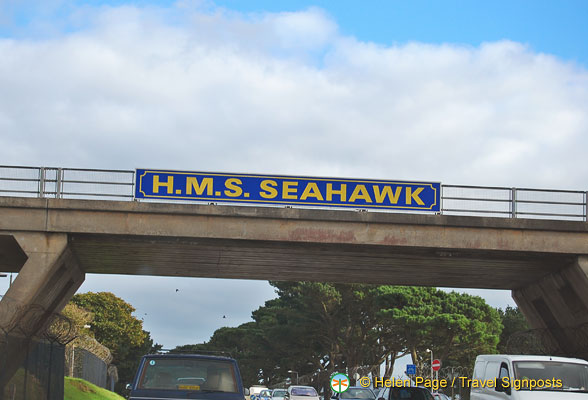 H.M.S. SEAHAWK
© Helen Page / Travel Signposts